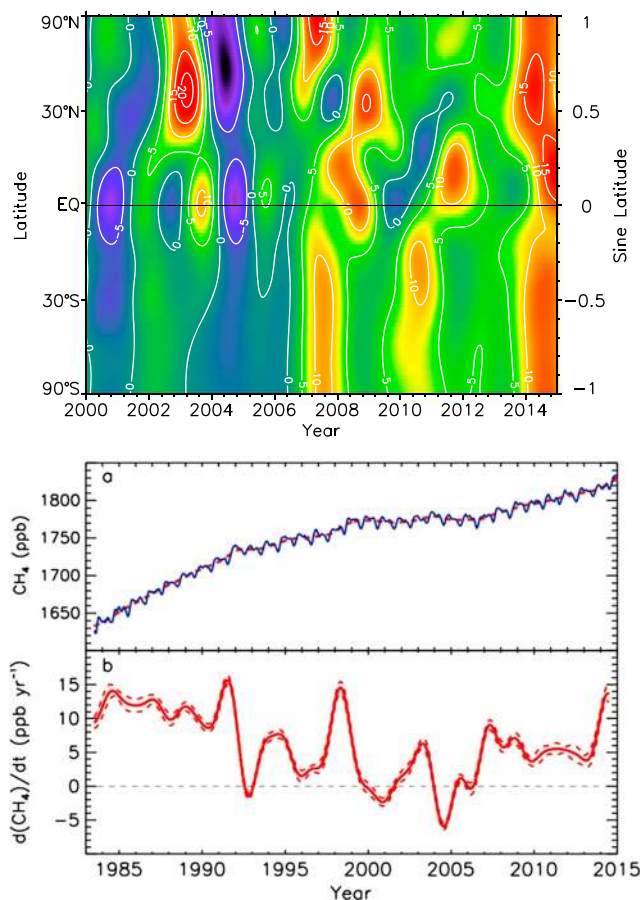 90°N
30°N
EQ
30°S
90°S
Latitude
1
0.5
0
−0.5
−1
Sine Latitude
2000 2002 2004 2006 2008 2010 2012 2014
Year
a
1800
1750
1700
1650
CH₄ (ppb)
b
15
10
5
0
−5
d(CH₄)/dt (ppb yr⁻¹)
1985 1990 1995 2000 2005 2010 2015
Year